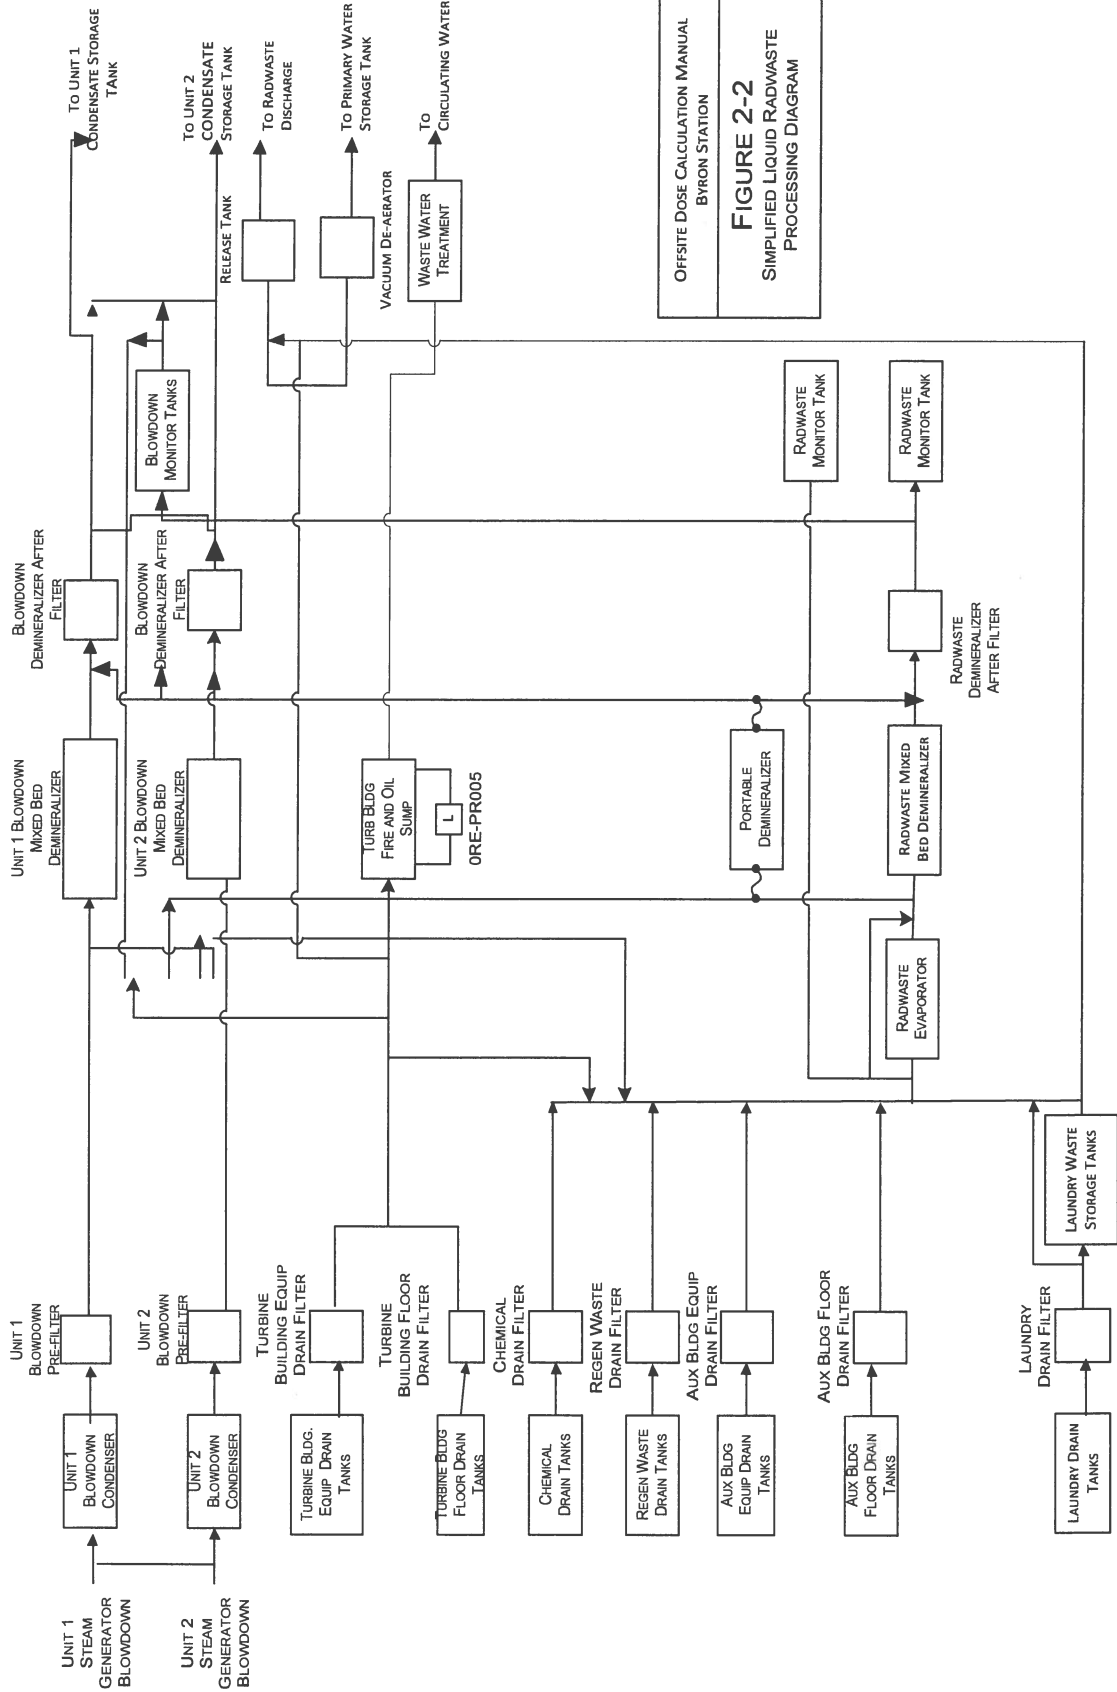 UNIT 1
STEAM
GENERATOR
BLOWDOWN
UNIT 2
STEAM
GENERATOR
BLOWDOWN
UNIT 1
BLOWDOWN
CONDENSER
UNIT 2
BLOWDOWN
CONDENSER
TURBINE BLDG.
EQUIP DRAIN
TANKS
TURBINE BLDG
FLOOR DRAIN
TANKS
CHEMICAL
DRAIN TANKS
REGEN WASTE
DRAIN TANKS
AUX BLDG
EQUIP DRAIN
TANKS
AUX BLDG
FLOOR DRAIN
TANKS
LAUNDRY DRAIN
TANKS
UNIT 1
BLOWDOWN
PRE-FILTER
UNIT 2
BLOWDOWN
PRE-FILTER
TURBINE
BUILDING EQUIP
DRAIN FILTER
TURBINE
BUILDING FLOOR
DRAIN FILTER
CHEMICAL
DRAIN FILTER
REGEN WASTE
DRAIN FILTER
AUX BLDG EQUIP
DRAIN FILTER
AUX BLDG FLOOR
DRAIN FILTER
LAUNDRY
DRAIN FILTER
LAUNDRY WASTE
STORAGE TANKS
RADWASTE
EVAPORATOR
UNIT 1 BLOWDOWN
MIXED BED
DEMINERALIZER
UNIT 2 BLOWDOWN
MIXED BED
DEMINERALIZER
TURB BLDG
FIRE AND OIL
SUMP
L
0RE-PR005
PORTABLE
DEMINERALIZER
RADWASTE MIXED
BED DEMINERALIZER
BLOWDOWN
DEMINERALIZER AFTER
FILTER
BLOWDOWN
DEMINERALIZER AFTER
FILTER
RADWASTE
DEMINERALIZER
AFTER FILTER
BLOWDOWN
MONITOR TANKS
RADWASTE
MONITOR TANK
RADWASTE
MONITOR TANK
RELEASE TANK
VACUUM DE-AERATOR
WASTE WATER
TREATMENT
TO UNIT 1
CONDENSATE STORAGE
TANK
TO UNIT 2
CONDENSATE
STORAGE TANK
TO RADWASTE
DISCHARGE
TO PRIMARY WATER
STORAGE TANK
TO
CIRCULATING WATER
OFFSITE DOSE CALCULATION MANUAL
BYRON STATION
FIGURE 2-2
SIMPLIFIED LIQUID RADWASTE
PROCESSING DIAGRAM